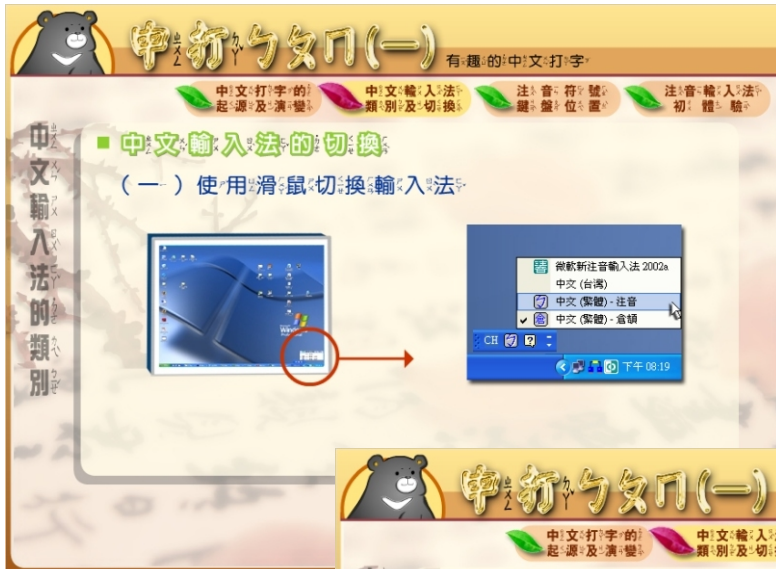 中打ㄅㄆㄇ(一)
有趣的中文打字
中文打字的
起源及演變
中文輸入法
類別及切換
注音符號
鍵盤位置
注音輸入法
初體驗
中文輸入法的類別
中文輸入法的切換
(一)使用滑鼠切換輸入法
微軟新注音輸入法 2002a
中文 (台灣)
中文 (繁體) - 注音
中文 (繁體) - 倉頡
CH
下午 08:19
中打ㄅㄆㄇ(一)
中文打字的
起源及演變
中文輸入
類別及切換